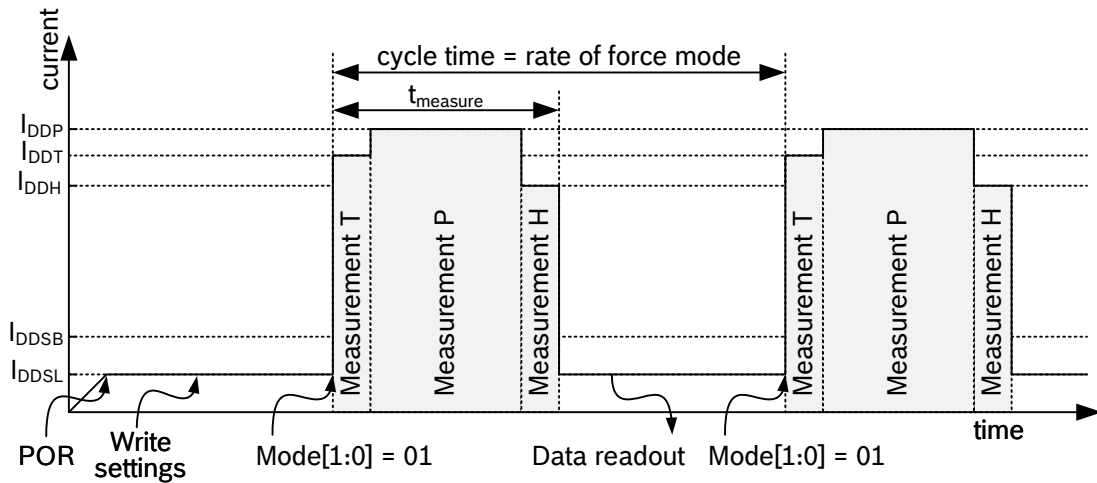 current
cycle time = rate of force mode
tmeasure
IDDP
IDDT
IDDH
Measurement T
Measurement P
Measurement H
Measurement T
Measurement P
Measurement H
IDDSB
IDDSL
time
POR
Write
settings
Mode[1:0] = 01
Data readout
Mode[1:0] = 01